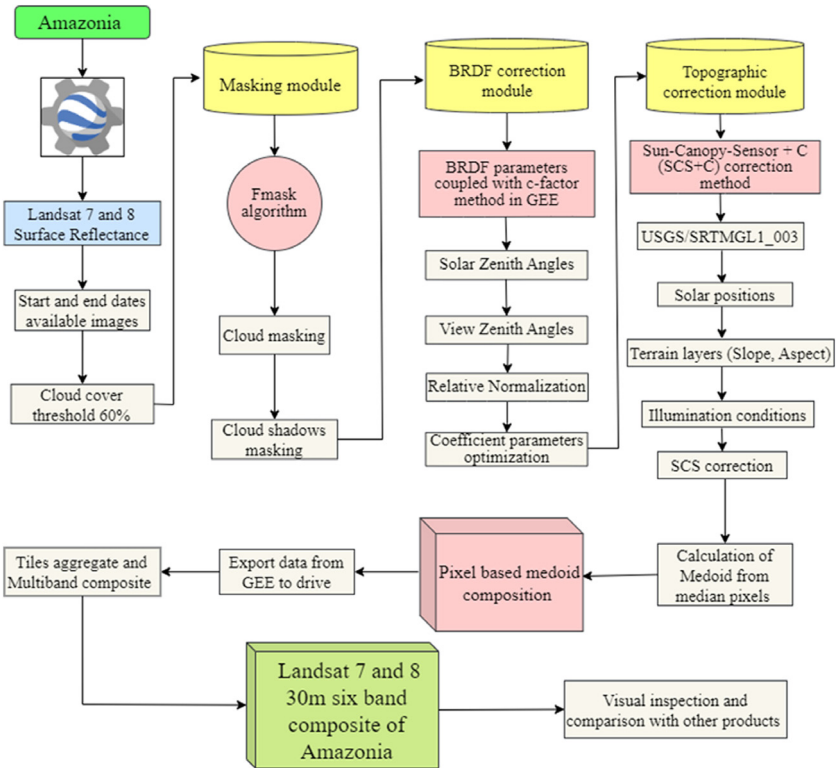 Amazonia
Landsat 7 and 8
Surface Reflectance
Start and end dates
available images
Cloud cover
threshold 60%
Masking module
Fmask
algorithm
Cloud masking
Cloud shadows
masking
BRDF correction
module
BRDF parameters
coupled with c-factor
method in GEE
Solar Zenith Angles
View Zenith Angles
Relative Normalization
Coefficient parameters
optimization
Topographic
correction module
Sun-Canopy-Sensor + C
(SCS+C) correction
method
USGS/SRTMGL1_003
Solar positions
Terrain layers (Slope, Aspect)
Illumination conditions
SCS correction
Calculation of
Medoid from
median pixels
Pixel based medoid
composition
Export data from
GEE to drive
Tiles aggregate and
Multiband composite
Landsat 7 and 8
30m six band
composite of
Amazonia
Visual inspection and
comparison with other products